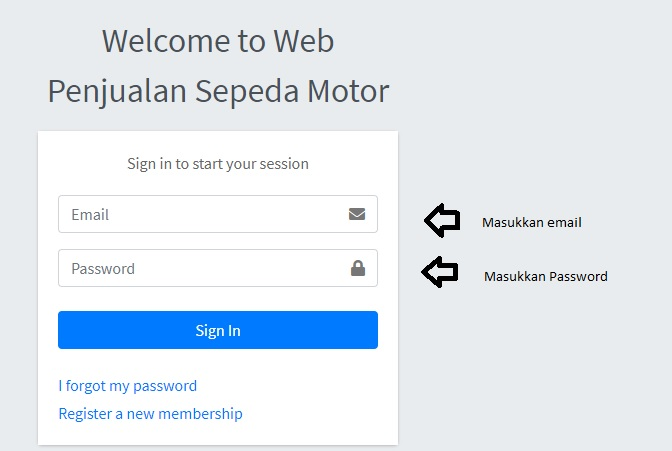 Welcome to Web
Penjualan Sepeda Motor
Sign in to start your session
Email
Masukkan email
Password
Masukkan Password
Sign In
I forgot my password
Register a new membership